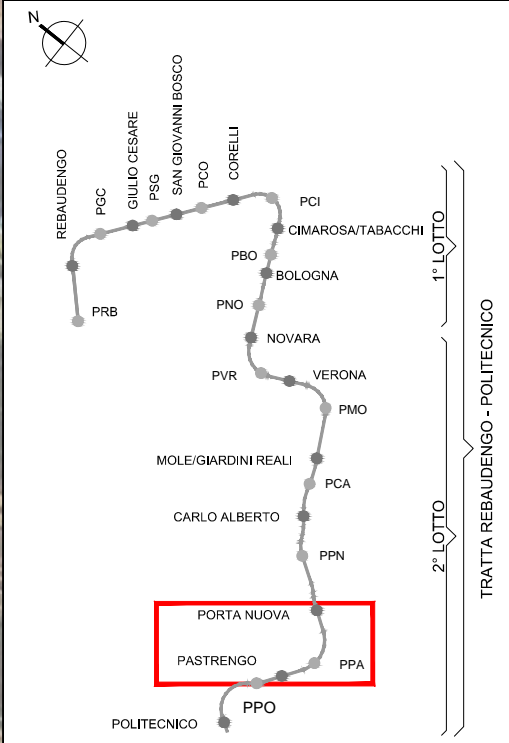 N
REBAUDENGO
PGC
GIULIO CESARE
PSG
SAN GIOVANNI BOSCO
PCO
CORELLI
PCI
CIMAROSA/TABACCHI
PBO
BOLOGNA
PRB
PNO
NOVARA
PVR
VERONA
PMO
MOLE/GIARDINI REALI
PCA
CARLO ALBERTO
PPN
PORTA NUOVA
PASTRENGO
PPA
PPO
POLITECNICO
1° LOTTO
2° LOTTO
TRATTA REBAUDENGO - POLITECNICO